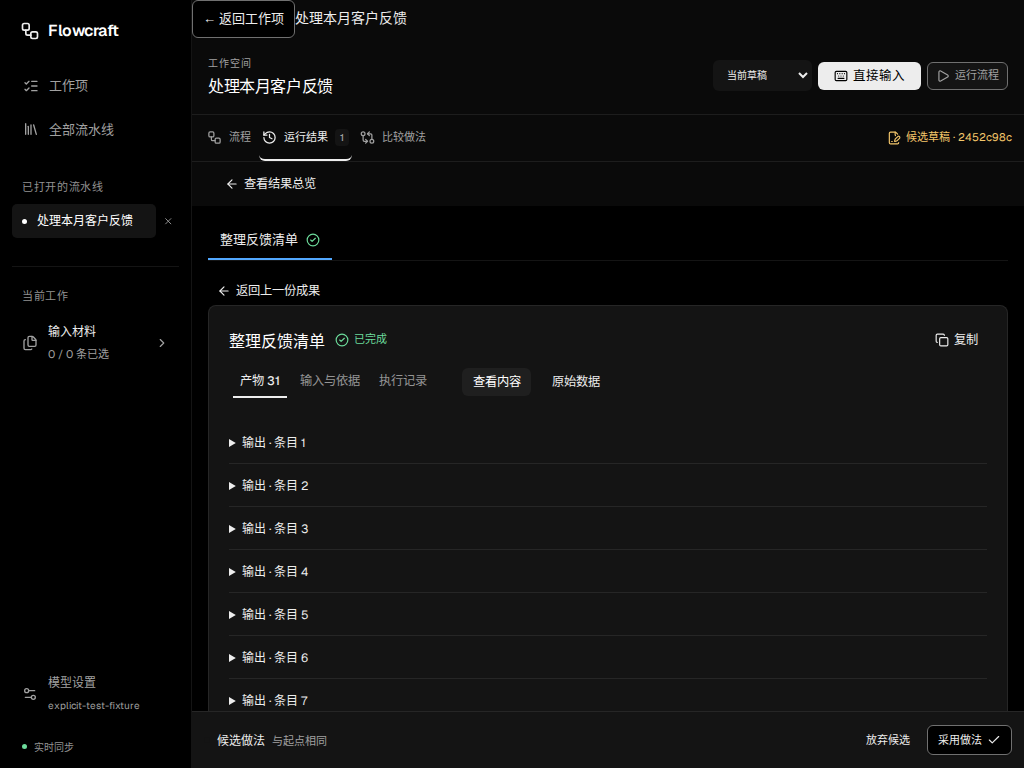 Flowcraft
工作项
全部流水线
已打开的流水线
处理本月客户反馈 ×
当前工作
输入材料
0 / 0 条已选
模型设置
explicit-test-fixture
实时同步
← 返回工作项 处理本月客户反馈
工作空间
处理本月客户反馈
当前草稿 直接输入 运行流程
流程 运行结果 1 比较做法 候选草稿 · 2452c98c
← 查看结果总览
整理反馈清单
← 返回上一份成果
整理反馈清单 已完成 复制
产物 31 输入与依据 执行记录 查看内容 原始数据
输出 · 条目 1
输出 · 条目 2
输出 · 条目 3
输出 · 条目 4
输出 · 条目 5
输出 · 条目 6
输出 · 条目 7
候选做法 与起点相同 放弃候选 采用做法